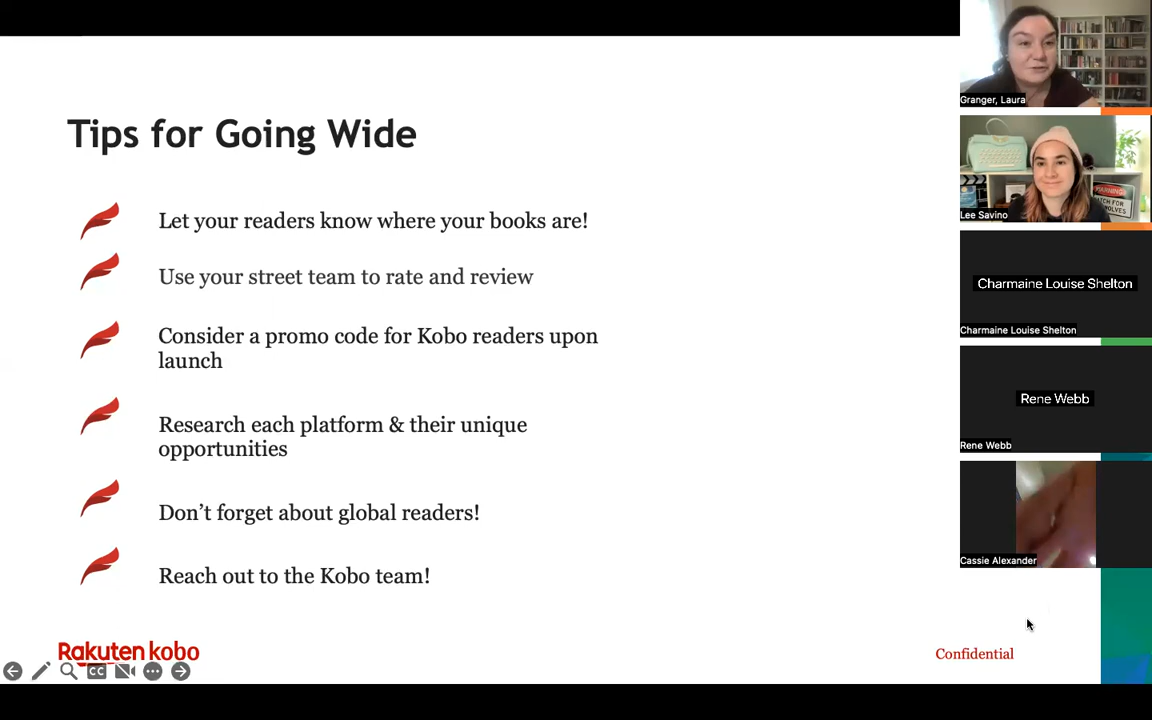 Tips for Going Wide
Let your readers know where your books are!
Use your street team to rate and review
Consider a promo code for Kobo readers upon
launch
Research each platform & their unique
opportunities
Don't forget about global readers!
Reach out to the Kobo team!
Rakuten kobo
CC
Confidential
Granger, Laura
Lee Savino
Charmaine Louise Shelton
Charmaine Louise Shelton
Rene Webb
Rene Webb
Cassie Alexander